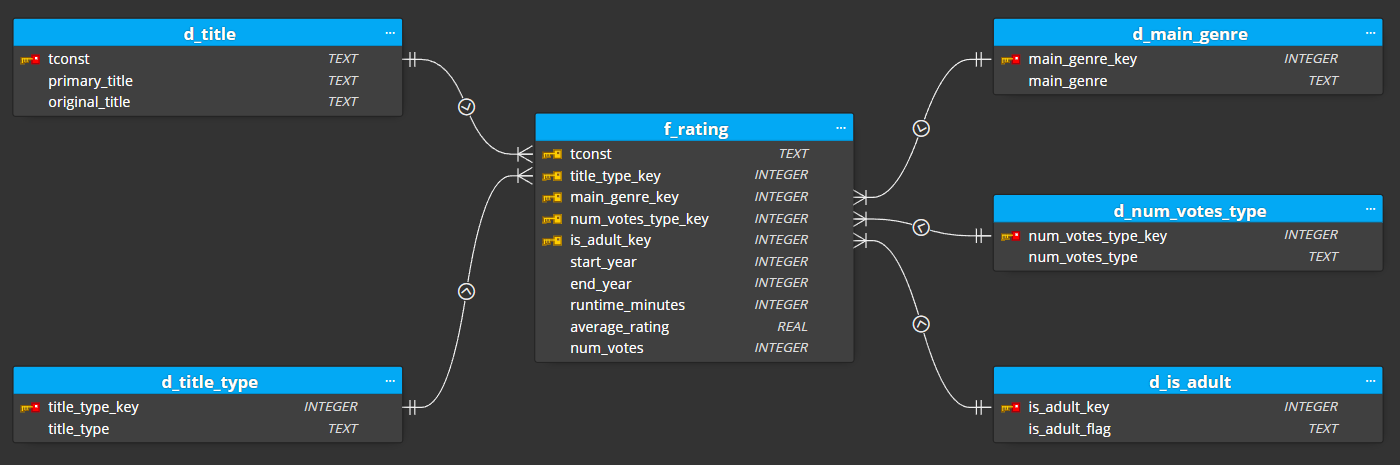 d_title ...
tconst TEXT
primary_title TEXT
original_title TEXT
d_title_type ...
title_type_key INTEGER
title_type TEXT
f_rating ...
tconst TEXT
title_type_key INTEGER
main_genre_key INTEGER
num_votes_type_key INTEGER
is_adult_key INTEGER
start_year INTEGER
end_year INTEGER
runtime_minutes INTEGER
average_rating REAL
num_votes INTEGER
d_main_genre ...
main_genre_key INTEGER
main_genre TEXT
d_num_votes_type ...
num_votes_type_key INTEGER
num_votes_type TEXT
d_is_adult ...
is_adult_key INTEGER
is_adult_flag TEXT